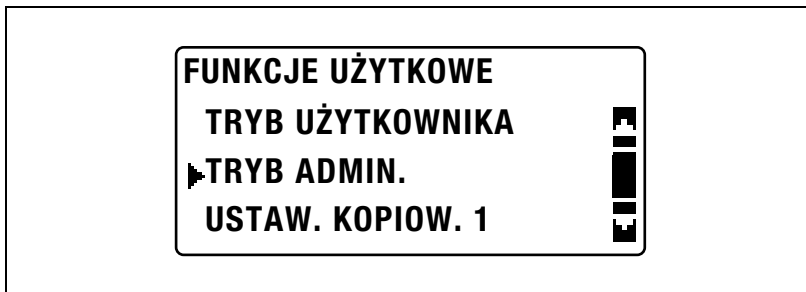 FUNKCJE UŻYTKOWE
TRYB UŻYTKOWNIKA
TRYB ADMIN.
USTAW. KOPIOW. 1